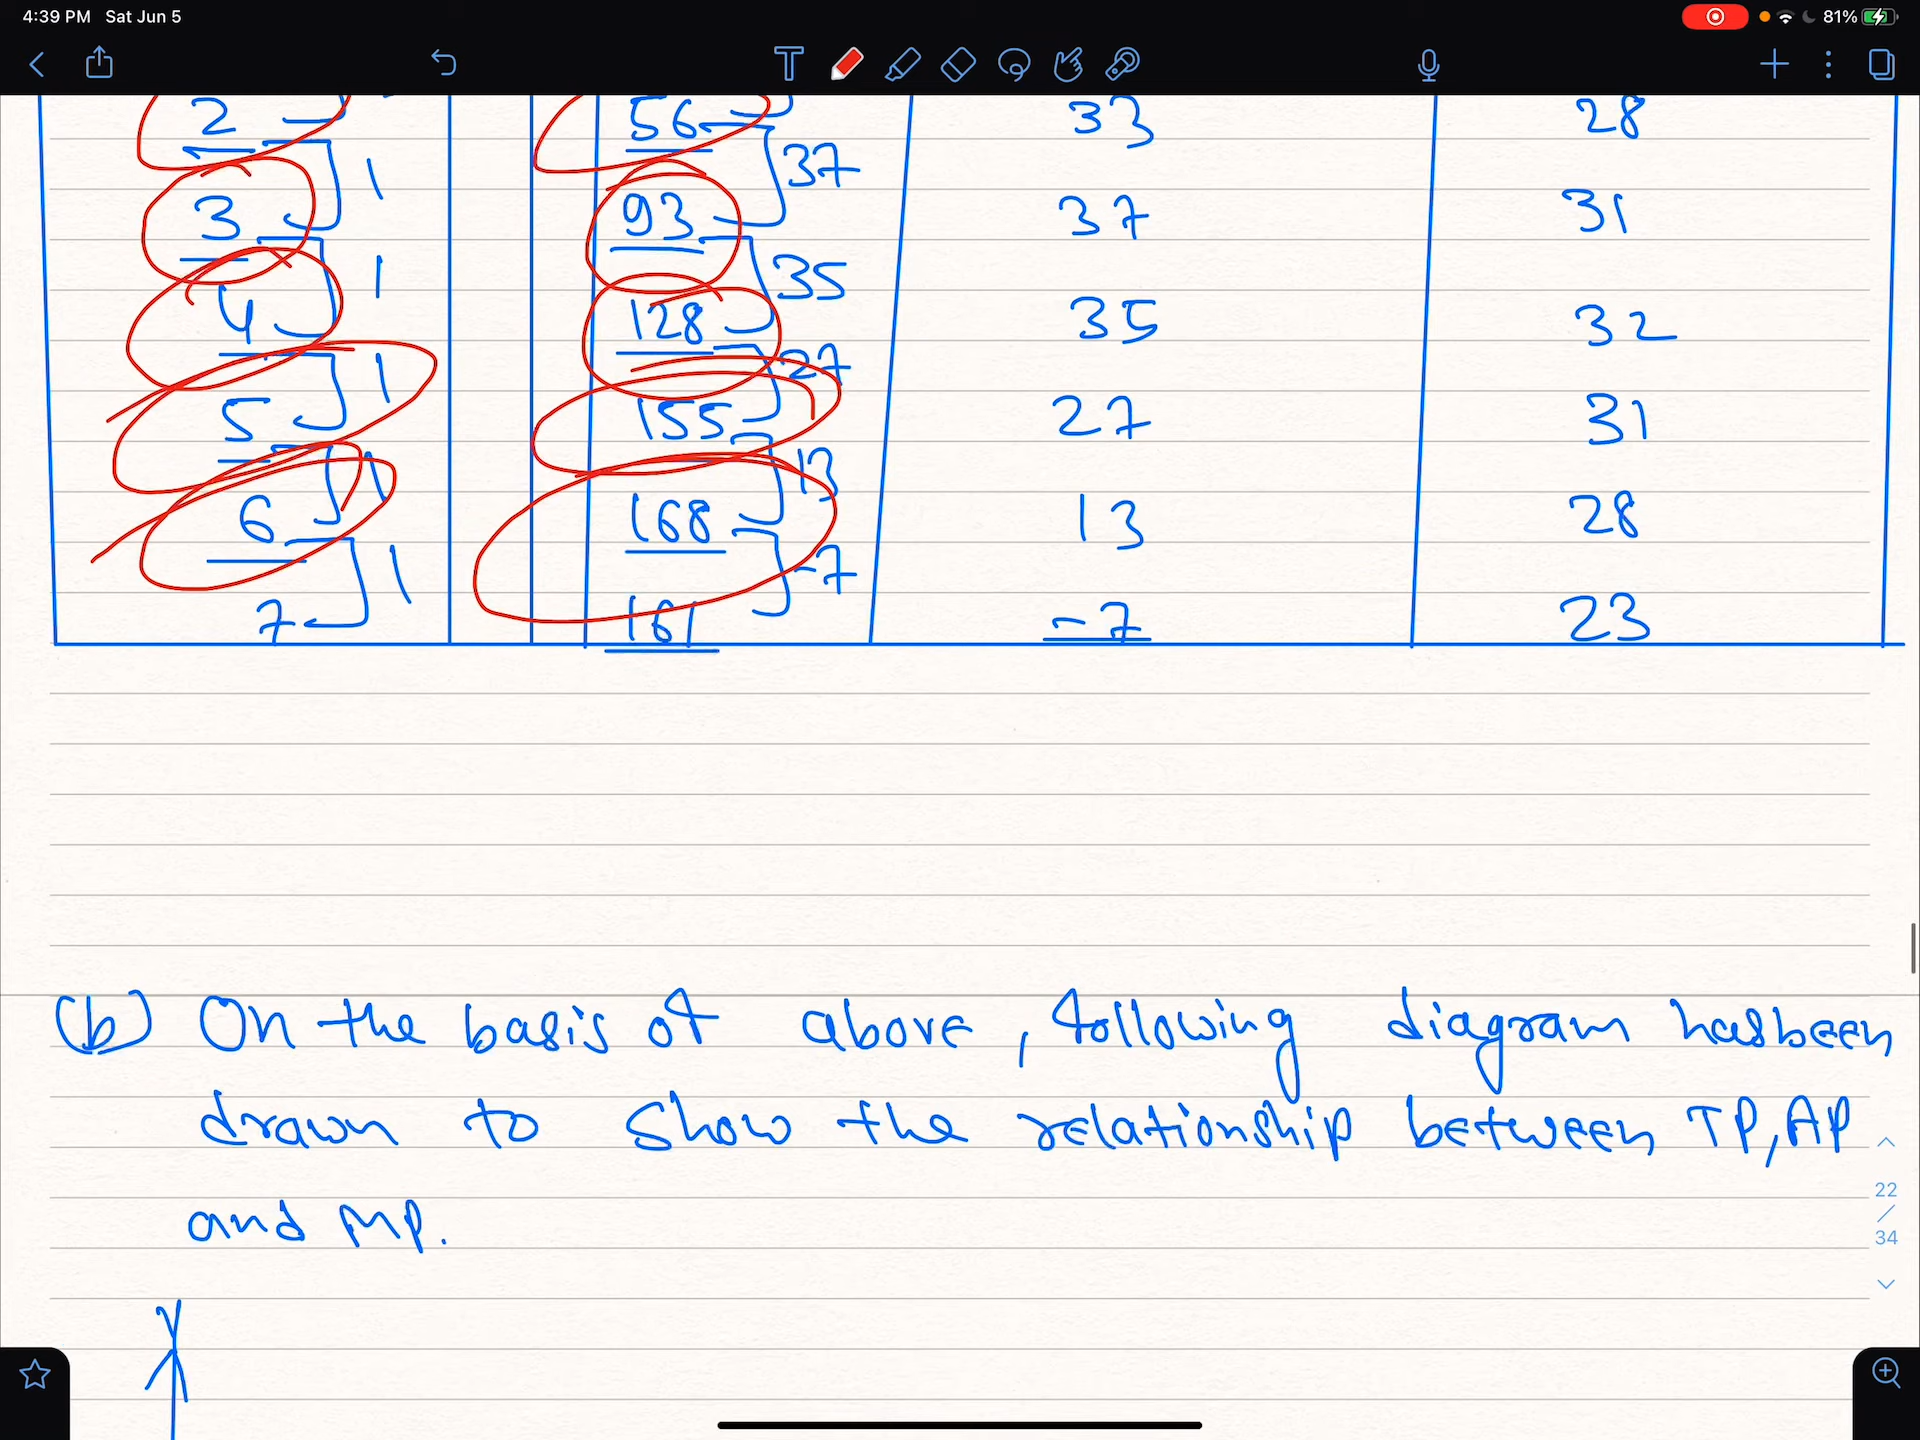 4:39 PM Sat Jun 5 81%
T
2 56 33 28
1 37
3 93 37 31
1 35
4 128 35 32
1 27
5 155 27 31
1 13
6 168 13 28
1 -7
7 161 -7 23
(b) On the basis of above, following diagram has been
drawn to show the relationship between TP, AP
and MP.
22
/
34
Y